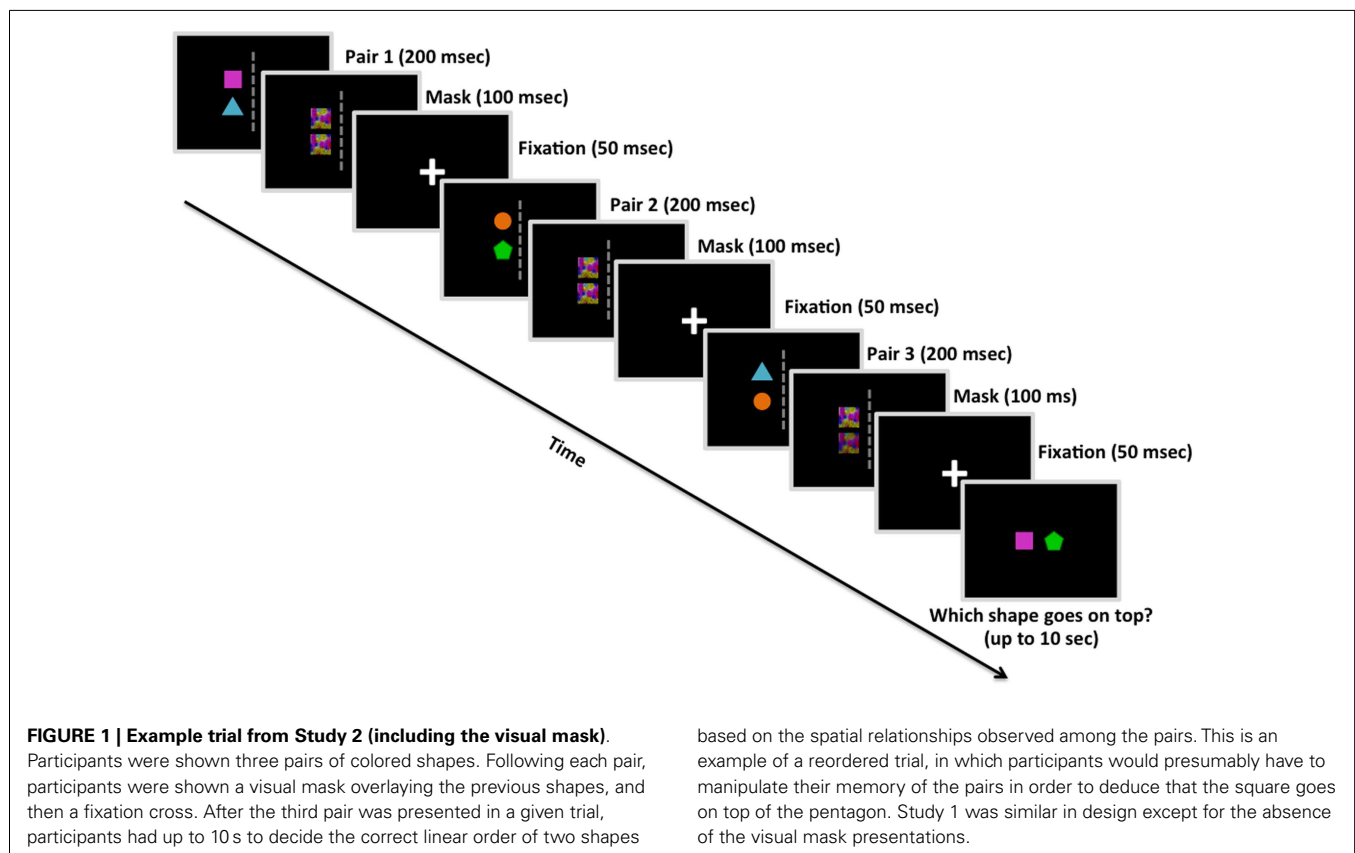 Pair 1 (200 msec)
Mask (100 msec)
Fixation (50 msec)
Pair 2 (200 msec)
Mask (100 msec)
Fixation (50 msec)
Pair 3 (200 msec)
Mask (100 ms)
Fixation (50 msec)
Time
Which shape goes on top?
(up to 10 sec)
FIGURE 1 | Example trial from Study 2 (including the visual mask).
Participants were shown three pairs of colored shapes. Following each pair,
participants were shown a visual mask overlaying the previous shapes, and
then a fixation cross. After the third pair was presented in a given trial,
participants had up to 10 s to decide the correct linear order of two shapes
based on the spatial relationships observed among the pairs. This is an
example of a reordered trial, in which participants would presumably have to
manipulate their memory of the pairs in order to deduce that the square goes
on top of the pentagon. Study 1 was similar in design except for the absence
of the visual mask presentations.